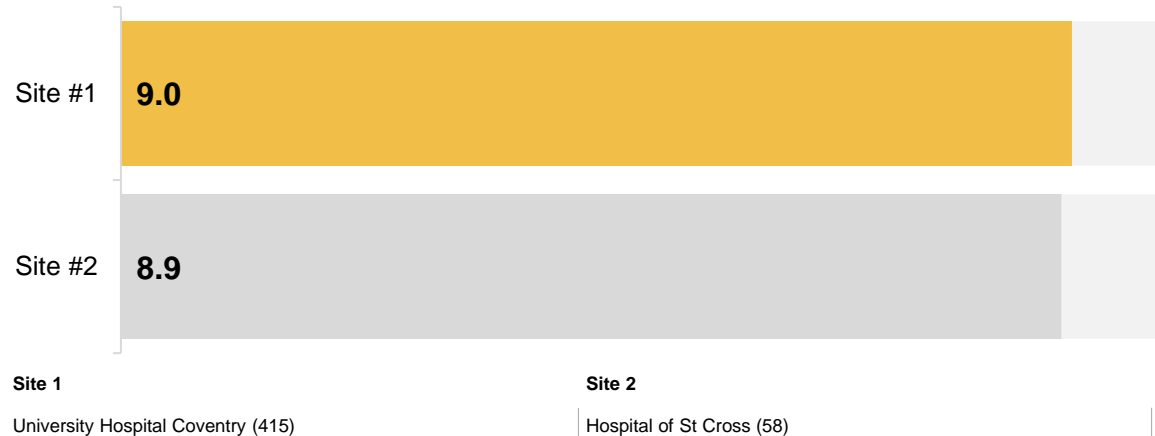 Site #1 9.0
Site #2 8.9
Site 1 Site 2
University Hospital Coventry (415) Hospital of St Cross (58)